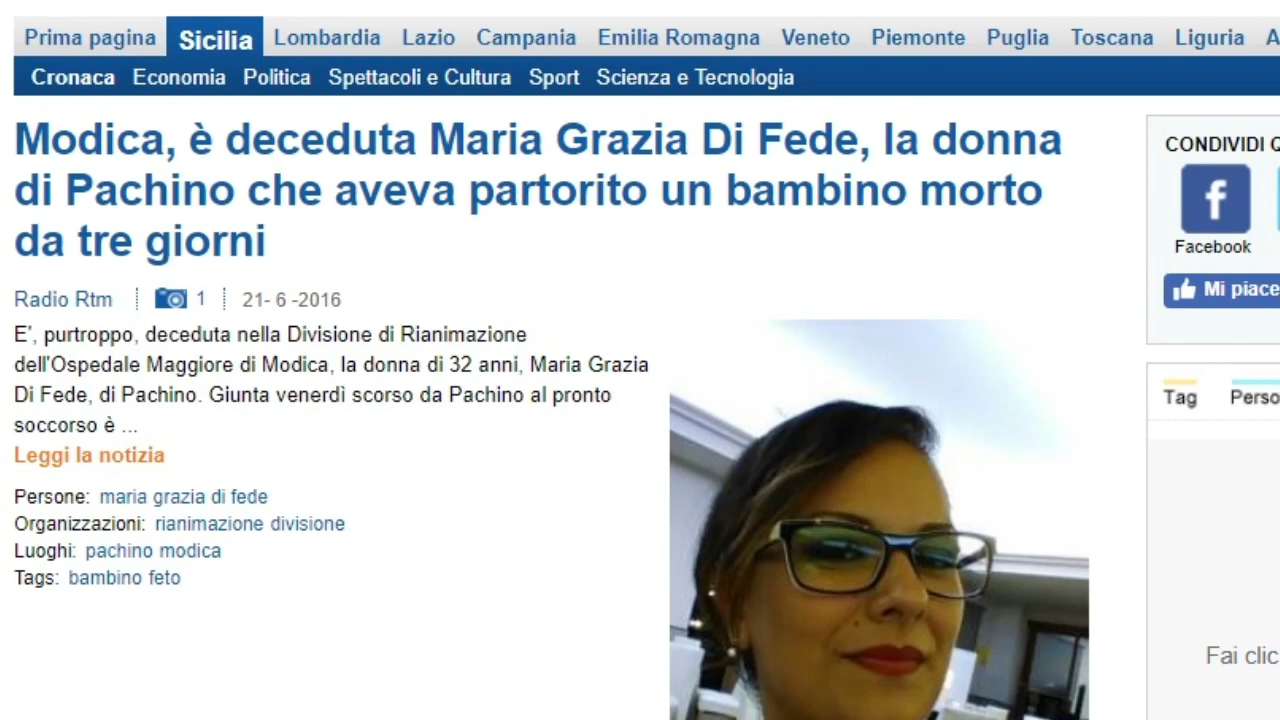 Prima pagina Sicilia Lombardia Lazio Campania Emilia Romagna Veneto Piemonte Puglia Toscana Liguria
Cronaca Economia Politica Spettacoli e Cultura Sport Scienza e Tecnologia
Modica, è deceduta Maria Grazia Di Fede, la donna
di Pachino che aveva partorito un bambino morto
da tre giorni
CONDIVIDI Q
Facebook
Mi piace
Radio Rtm 1 21- 6 -2016
E', purtroppo, deceduta nella Divisione di Rianimazione
dell'Ospedale Maggiore di Modica, la donna di 32 anni, Maria Grazia
Di Fede, di Pachino. Giunta venerdì scorso da Pachino al pronto
soccorso è ...
Leggi la notizia
Persone: maria grazia di fede
Organizzazioni: rianimazione divisione
Luoghi: pachino modica
Tags: bambino feto
Tag Perso
Fai clic